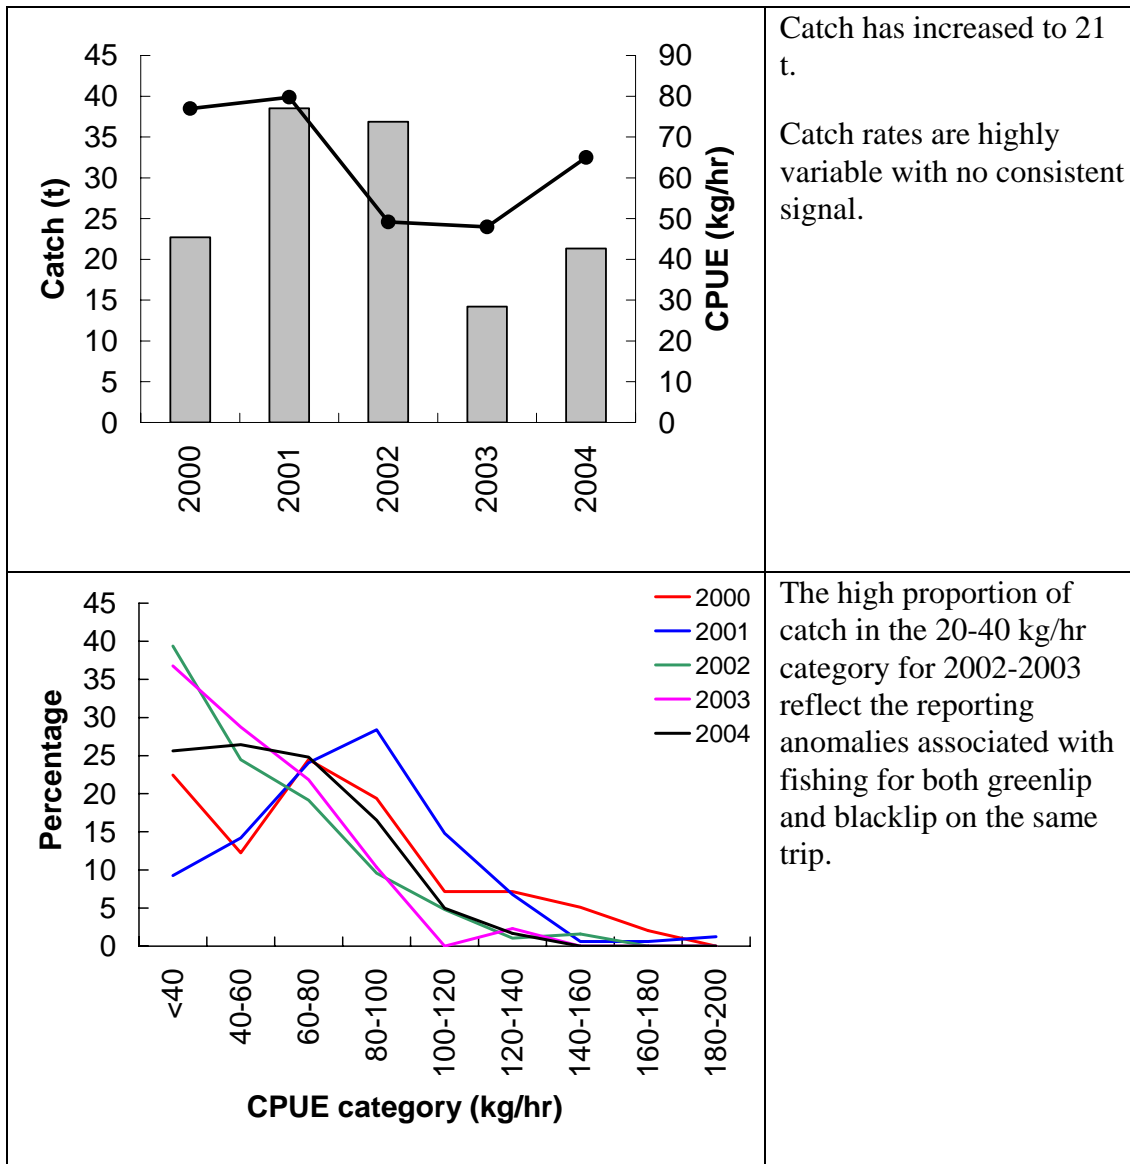 45
40
35
30
25
20
15
10
5
0
Catch (t)
90
80
70
60
50
40
30
20
10
0
CPUE (kg/hr)
2000
2001
2002
2003
2004
Catch has increased to 21
t.
Catch rates are highly
variable with no consistent
signal.
45
40
35
30
25
20
15
10
5
0
Percentage
2000
2001
2002
2003
2004
<40
40-60
60-80
80-100
100-120
120-140
140-160
160-180
180-200
CPUE category (kg/hr)
The high proportion of
catch in the 20-40 kg/hr
category for 2002-2003
reflect the reporting
anomalies associated with
fishing for both greenlip
and blacklip on the same
trip.